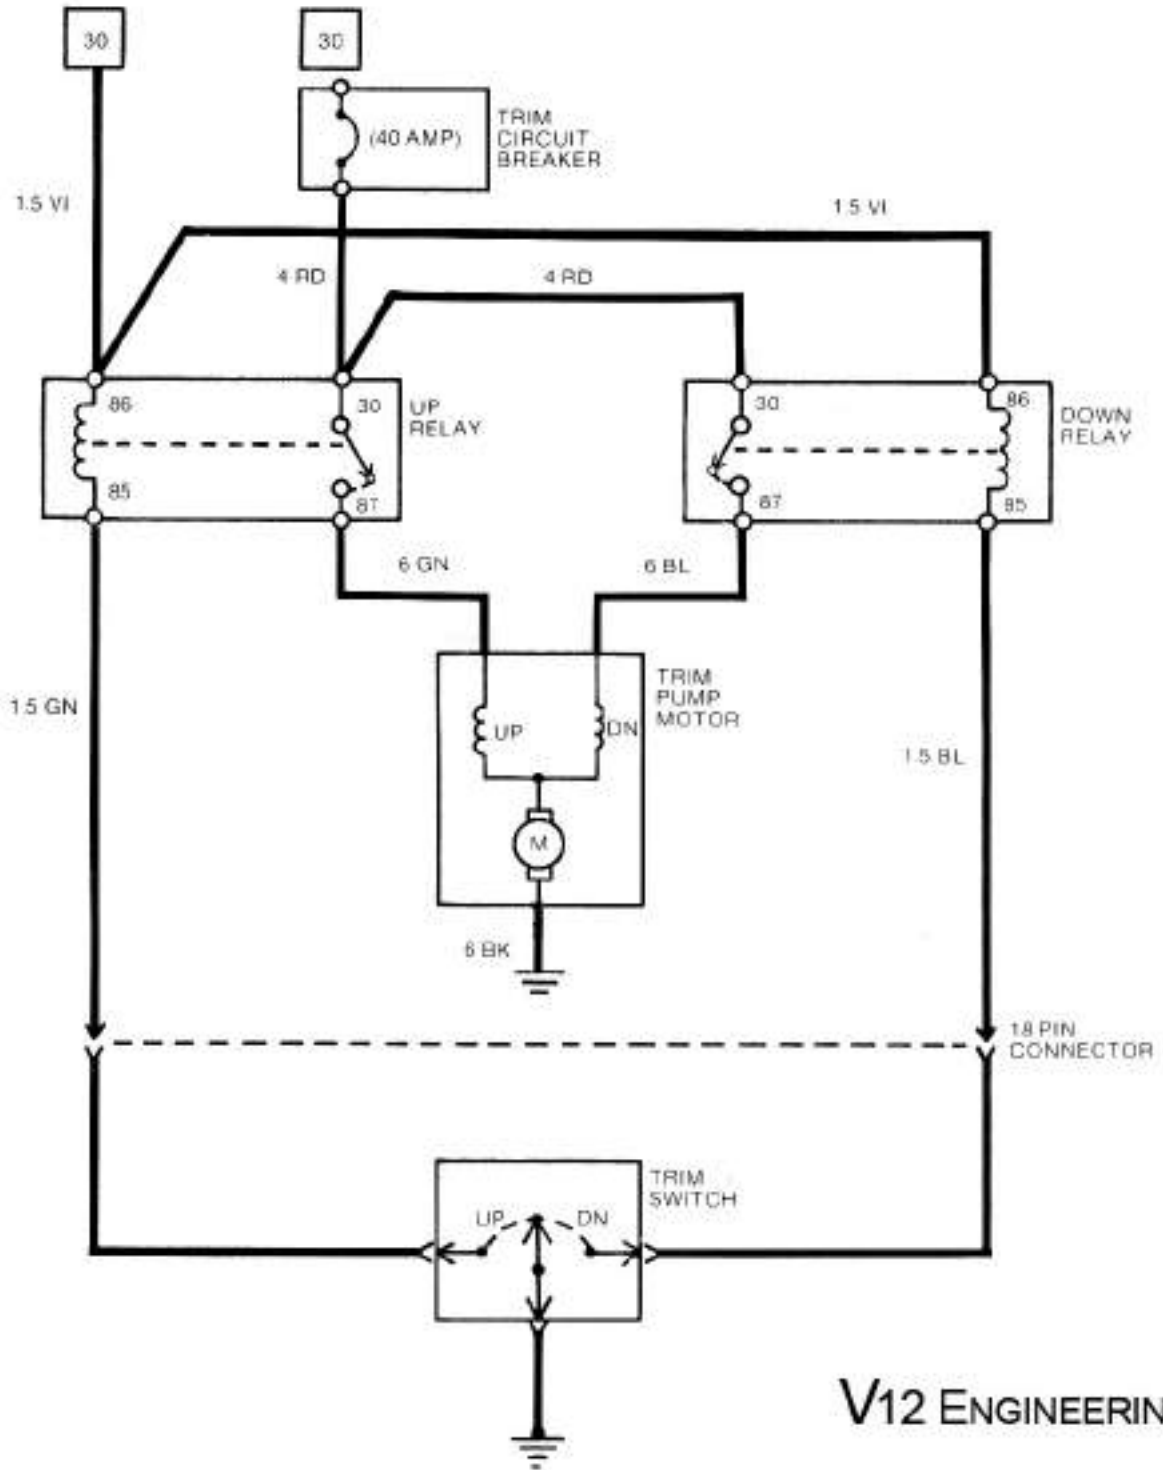 30
30
(40 AMP)
TRIM
CIRCUIT
BREAKER
1.5 VI
1.5 VI
4 RD
4 RD
86
30
UP
RELAY
85
87
30
86
DOWN
RELAY
87
85
6 GN
6 BL
TRIM
PUMP
MOTOR
UP
DN
M
1.5 GN
1.5 BL
6 BK
18 PIN
CONNECTOR
TRIM
SWITCH
UP
DN
V12 ENGINEERIN